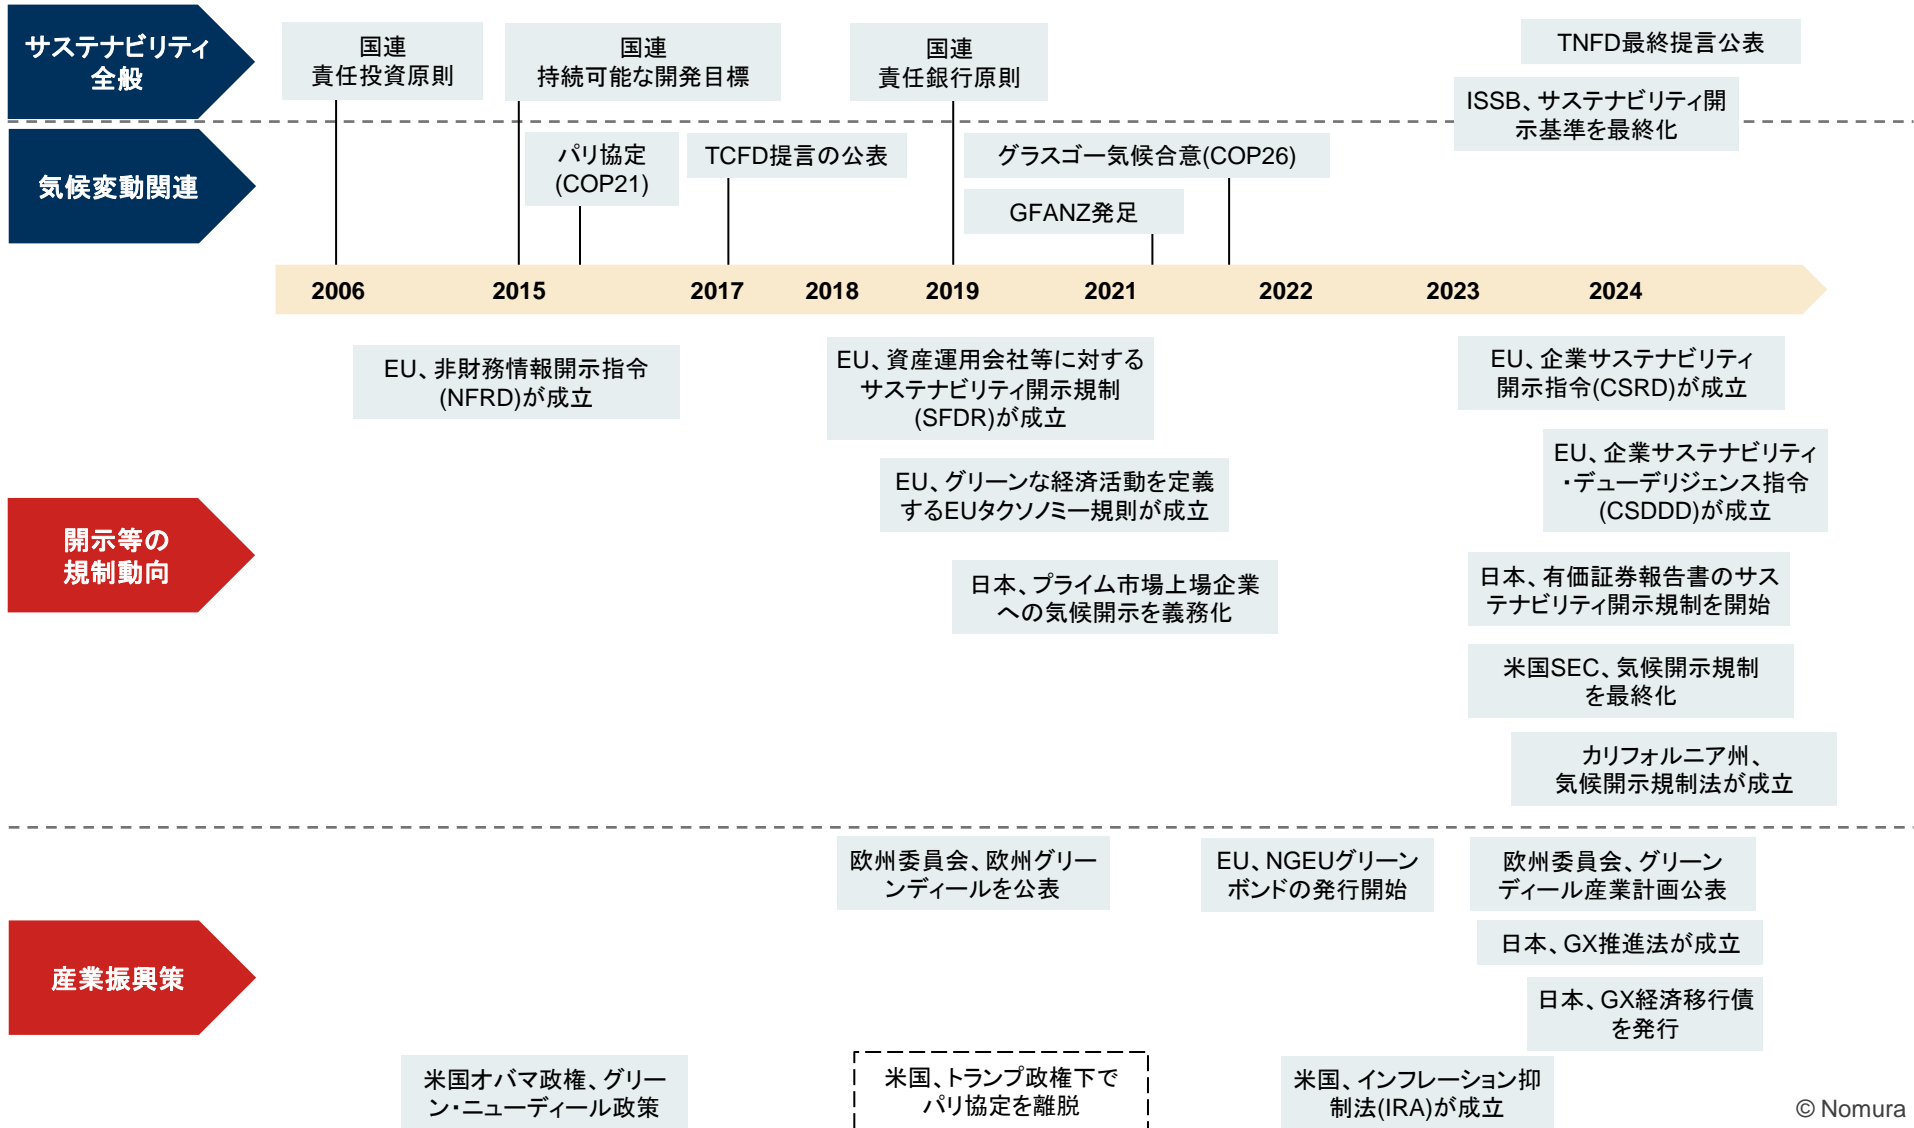 サステナビリティ
全般
国連
責任投資原則
国連
持続可能な開発目標
国連
責任銀行原則
TNFD最終提言公表
ISSB、サステナビリティ開
示基準を最終化
気候変動関連
パリ協定
(COP21)
TCFD提言の公表
グラスゴー気候合意(COP26)
GFANZ発足
2006
2015
2017
2018
2019
2021
2022
2023
2024
開示等の
規制動向
EU、非財務情報開示指令
(NFRD)が成立
EU、資産運用会社等に対する
サステナビリティ開示規制
(SFDR)が成立
EU、企業サステナビリティ
開示指令(CSRD)が成立
EU、グリーンな経済活動を定義
するEUタクソノミー規則が成立
EU、企業サステナビリティ
・デューデリジェンス指令
(CSDDD)が成立
日本、プライム市場上場企業
への気候開示を義務化
日本、有価証券報告書のサス
テナビリティ開示規制を開始
米国SEC、気候開示規制
を最終化
カリフォルニア州、
気候開示規制法が成立
産業振興策
欧州委員会、欧州グリー
ンディールを公表
EU、NGEUグリーン
ボンドの発行開始
欧州委員会、グリーン
ディール産業計画公表
日本、GX推進法が成立
日本、GX経済移行債
を発行
米国オバマ政権、グリー
ン・ニューディール政策
米国、トランプ政権下で
パリ協定を離脱
米国、インフレーション抑
制法(IRA)が成立
© Nomura